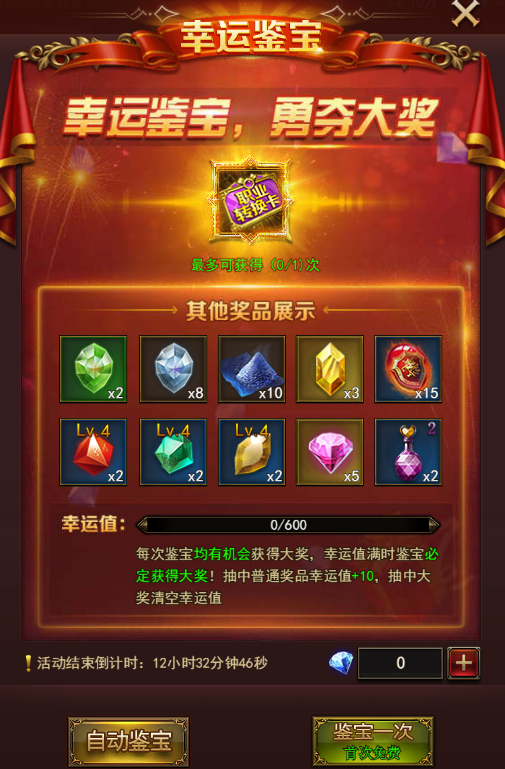 幸运鉴宝
幸运鉴宝，勇夺大奖
职业
转换卡
最多可获得（0/1）次
其他奖品展示
x2
x8
x10
x3
x15
Lv.4
x2
Lv.4
x2
Lv.4
x2
x5
2
x2
幸运值：
0/600
每次鉴宝均有机会获得大奖，幸运值满时鉴宝必
定获得大奖！抽中普通奖品幸运值+10，抽中大
奖清空幸运值
活动结束倒计时：12小时32分钟46秒
0
自动鉴宝
鉴宝一次
首次免费